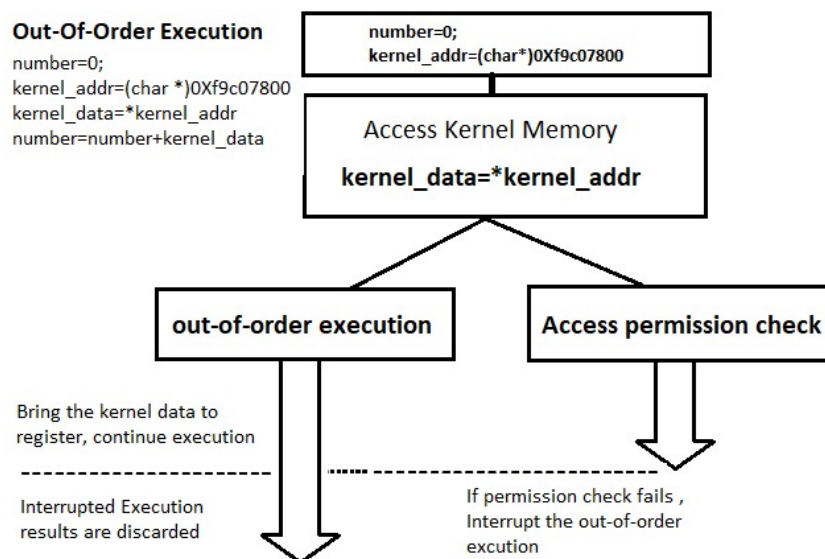 Out-Of-Order Execution
number=0;
kernel_addr=(char *)0Xf9c07800
kernel_data=*kernel_addr
number=number+kernel_data
number=0;
kernel_addr=(char*)0Xf9c07800
Access Kernel Memory
kernel_data=*kernel_addr
out-of-order execution
Access permission check
Bring the kernel data to
register, continue execution
Interrupted Execution
results are discarded
If permission check fails ,
Interrupt the out-of-order
excution